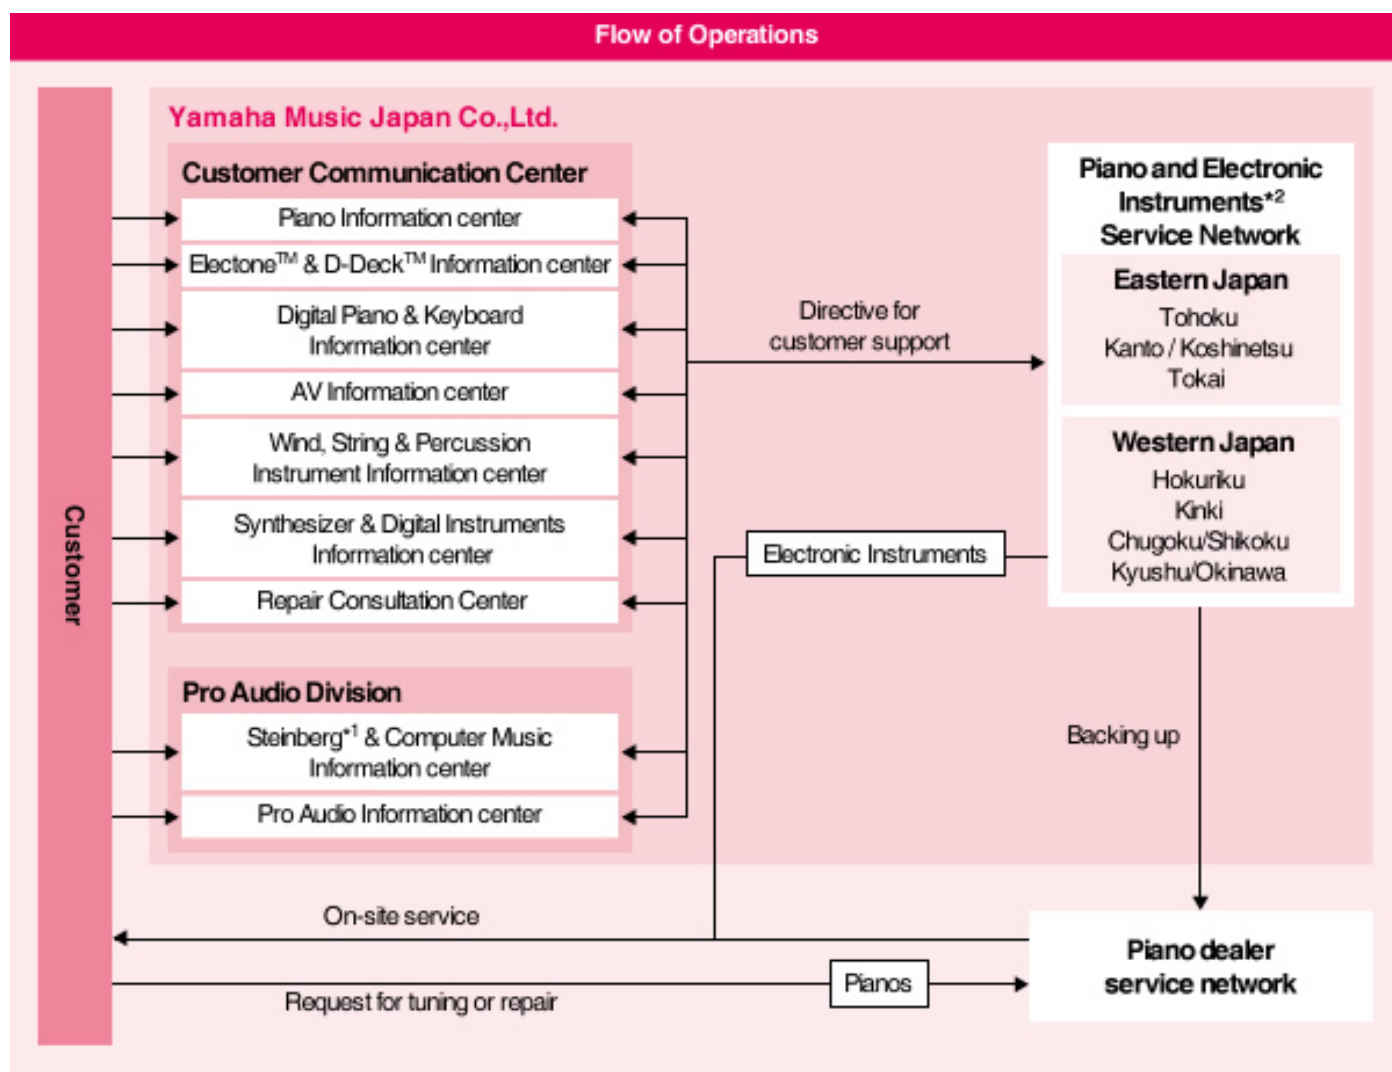 Flow of Operations
Yamaha Music Japan Co.,Ltd.
Customer Communication Center
Piano Information center
Electone™ & D-Deck™ Information center
Digital Piano & Keyboard
Information center
AV Information center
Wind, String & Percussion
Instrument Information center
Synthesizer & Digital Instruments
Information center
Repair Consultation Center
Pro Audio Division
Steinberg*1 & Computer Music
Information center
Pro Audio Information center
Customer
Directive for
customer support
Piano and Electronic
Instruments*2
Service Network
Eastern Japan
Tohoku
Kanto / Koshinetsu
Tokai
Western Japan
Hokuriku
Kinki
Chugoku/Shikoku
Kyushu/Okinawa
Electronic Instruments
Backing up
On-site service
Piano dealer
service network
Pianos
Request for tuning or repair